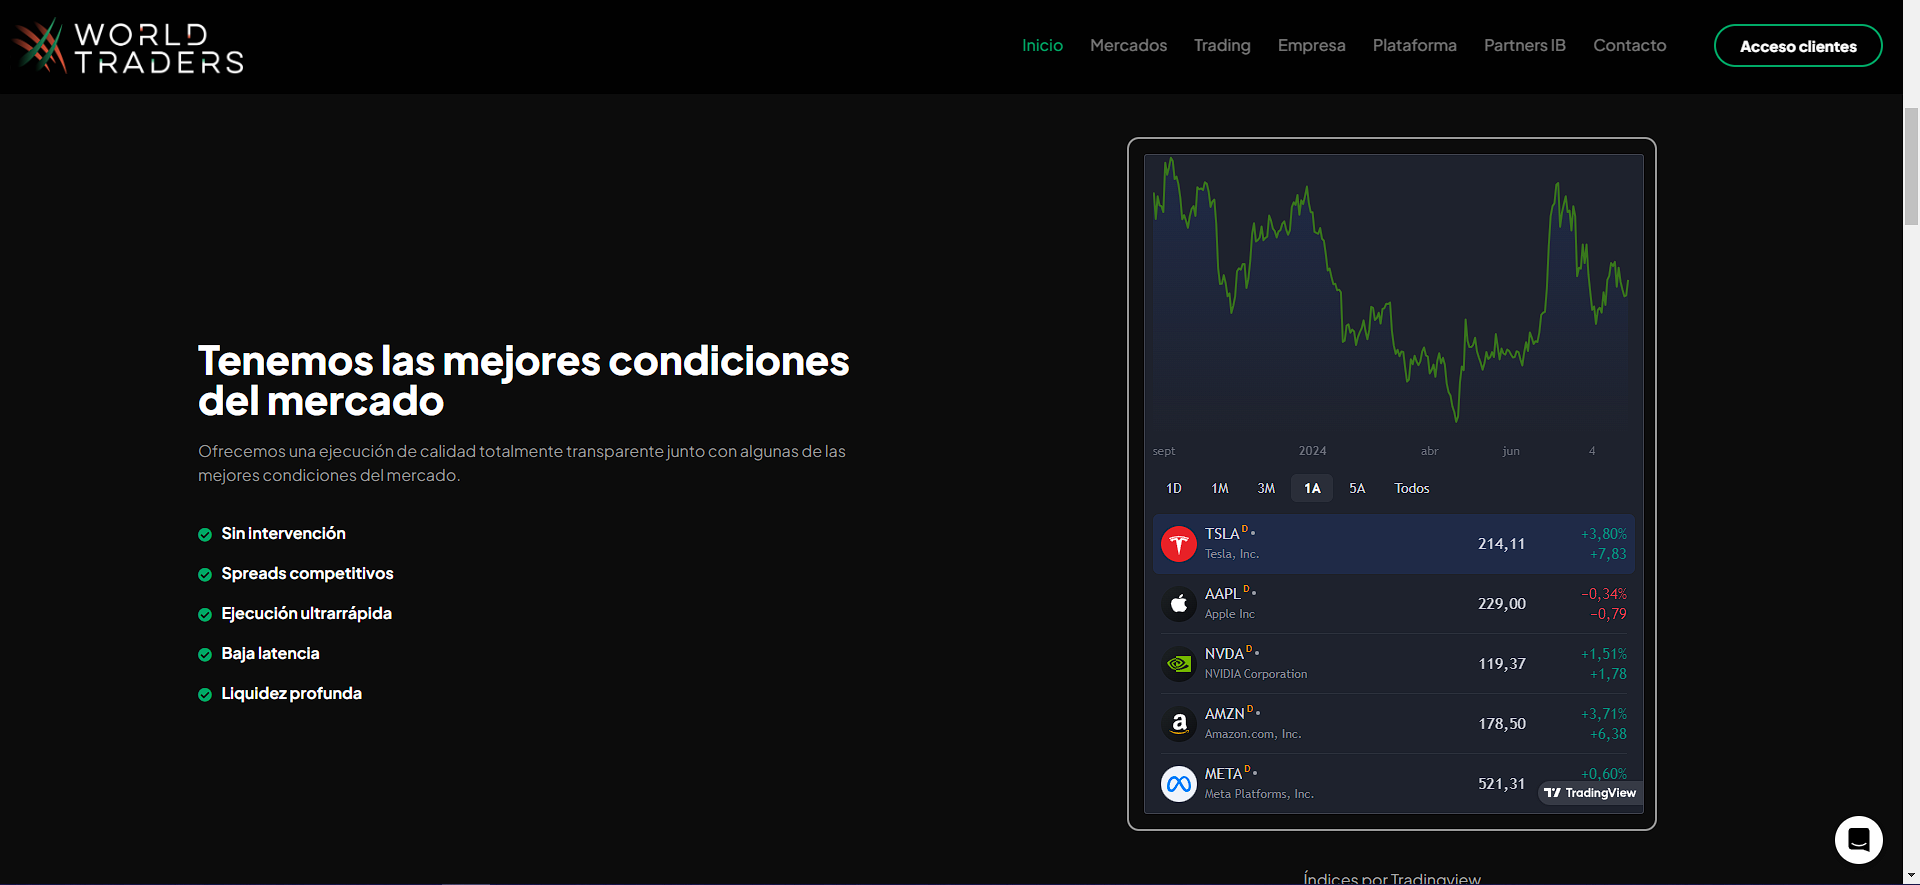 WORLD
TRADERS
Inicio Mercados Trading Empresa Plataforma Partners IB Contacto Acceso clientes
Tenemos las mejores condiciones
del mercado
Ofrecemos una ejecución de calidad totalmente transparente junto con algunas de las
mejores condiciones del mercado.
Sin intervención
Spreads competitivos
Ejecución ultrarrápida
Baja latencia
Liquidez profunda
sept 2024 abr jun 4
1D 1M 3M 1A 5A Todos
TSLA D 214,11 +3,80%
Tesla, Inc. +7,83
AAPL D 229,00 −0,34%
Apple Inc −0,79
NVDA D 119,37 +1,51%
NVIDIA Corporation +1,78
AMZN D 178,50 +3,71%
Amazon.com, Inc. +6,38
META D 521,31 +0,60%
Meta Platforms, Inc. TradingView
Índices por Tradingview